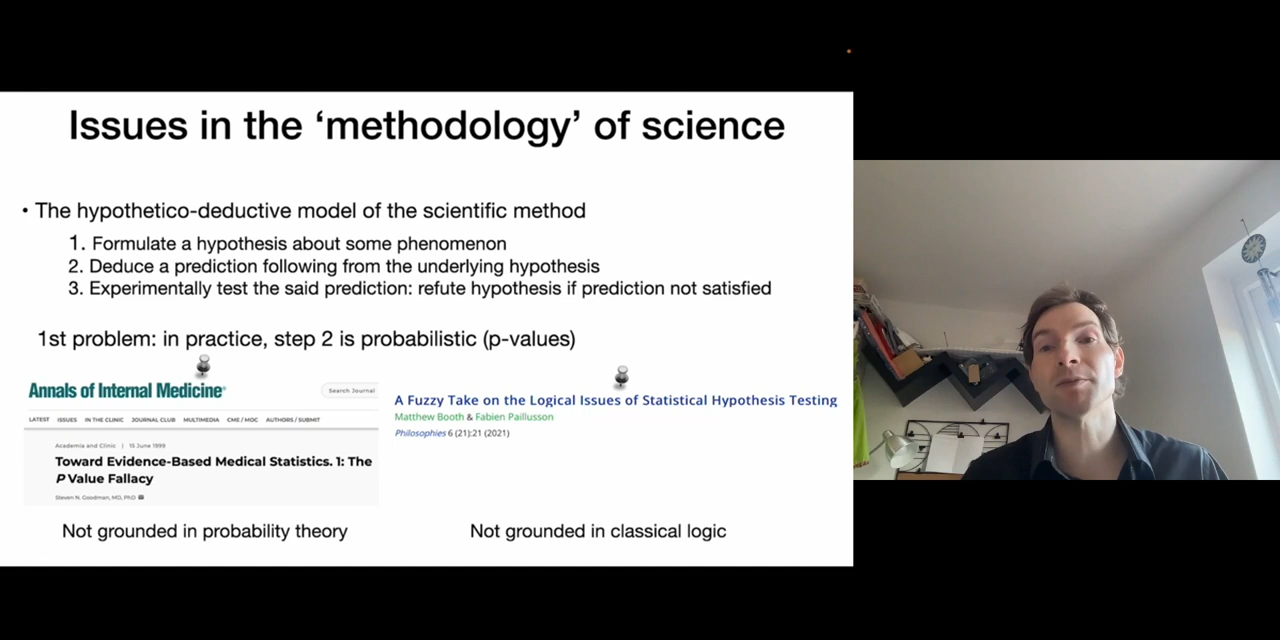 Issues in the ‘methodology’ of science
• The hypothetico-deductive model of the scientific method
1. Formulate a hypothesis about some phenomenon
2. Deduce a prediction following from the underlying hypothesis
3. Experimentally test the said prediction: refute hypothesis if prediction not satisfied
1st problem: in practice, step 2 is probabilistic (p-values)
Annals of Internal Medicine®
Search Journal
LATEST ISSUES IN THE CLINIC JOURNAL CLUB MULTIMEDIA CME / MOC AUTHORS / SUBMIT
Academia and Clinic | 15 June 1999
Toward Evidence-Based Medical Statistics. 1: The
P Value Fallacy
Steven N. Goodman, MD, PhD
Not grounded in probability theory
A Fuzzy Take on the Logical Issues of Statistical Hypothesis Testing
Matthew Booth & Fabien Paillusson
Philosophies 6 (21):21 (2021)
Not grounded in classical logic